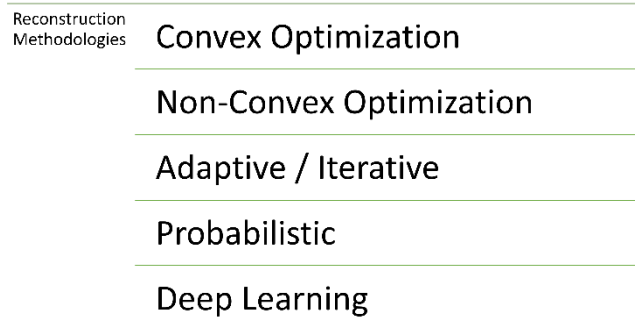 Reconstruction
Methodologies
Convex Optimization
Non-Convex Optimization
Adaptive / Iterative
Probabilistic
Deep Learning